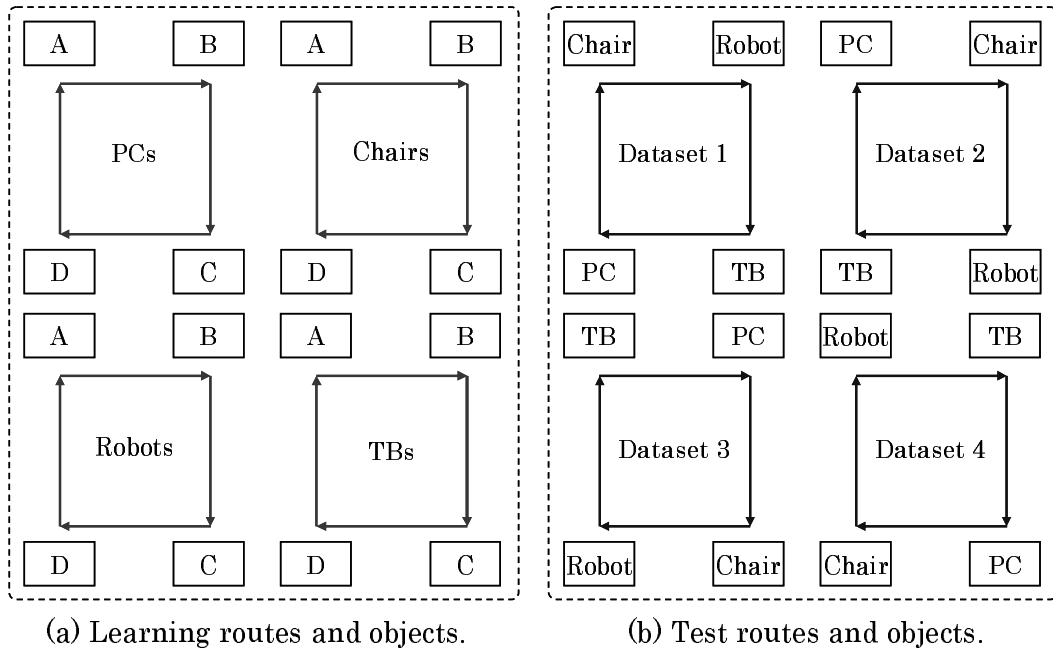 A B A B
PCs Chairs
D C D C
A B A B
Robots TBs
D C D C
(a) Learning routes and objects.
Chair Robot PC Chair
Dataset 1 Dataset 2
PC TB TB Robot
TB PC Robot TB
Dataset 3 Dataset 4
Robot Chair Chair PC
(b) Test routes and objects.